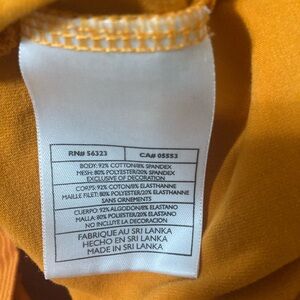 RN# 56323 CA# 05553
BODY: 92% COTTON/8% SPANDEX
MESH: 80% POLYESTER/20% SPANDEX
EXCLUSIVE OF DECORATION
CORPS: 92% COTON/8% ELASTHANNE
MAILLE FILET: 80% POLYESTER/20% ELASTHANNE
SANS ORNEMENTS
CUERPO: 92% ALGODON/8% ELASTANO
MALLA: 80% POLIESTER/20% ELASTANO
NO INCLUYE LA DECORACION
FABRIQUE AU SRI LANKA
HECHO EN SRI LANKA
MADE IN SRI LANKA